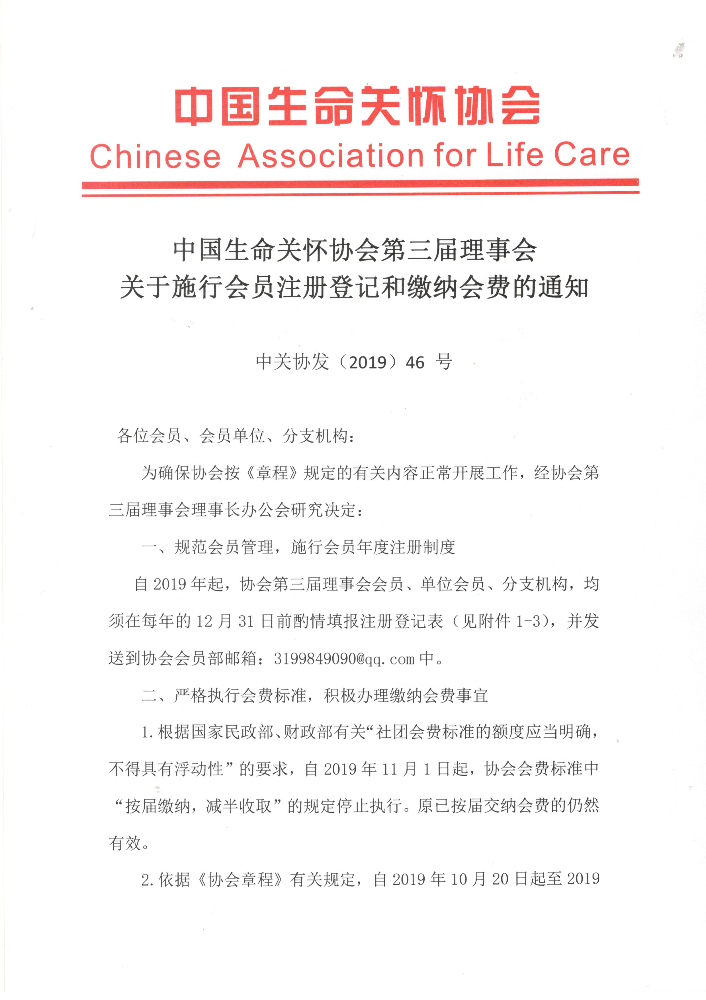 中国生命关怀协会
Chinese Association for Life Care
中国生命关怀协会第三届理事会
关于施行会员注册登记和缴纳会费的通知
中关协发（2019）46 号
各位会员、会员单位、分支机构：
为确保协会按《章程》规定的有关内容正常开展工作，经协会第
三届理事会理事长办公会研究决定：
一、规范会员管理，施行会员年度注册制度
自 2019 年起，协会第三届理事会会员、单位会员、分支机构，均
须在每年的 12 月 31 日前酌情填报注册登记表（见附件 1-3），并发
送到协会会员部邮箱：3199849090@qq.com 中。
二、严格执行会费标准，积极办理缴纳会费事宜
1.根据国家民政部、财政部有关“社团会费标准的额度应当明确，
不得具有浮动性”的要求，自 2019 年 11 月 1 日起，协会会费标准中
“按届缴纳，减半收取”的规定停止执行。原已按届交纳会费的仍然
有效。
2.依据《协会章程》有关规定，自 2019 年 10 月 20 日起至 2019